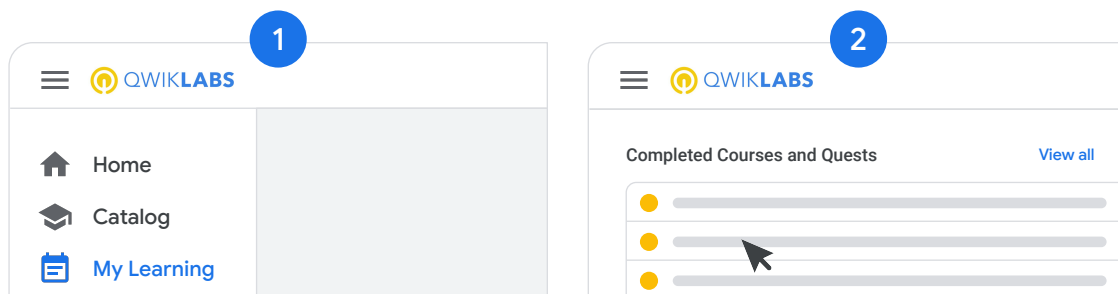 1
QWIKLABS
Home
Catalog
My Learning
2
QWIKLABS
Completed Courses and Quests
View all